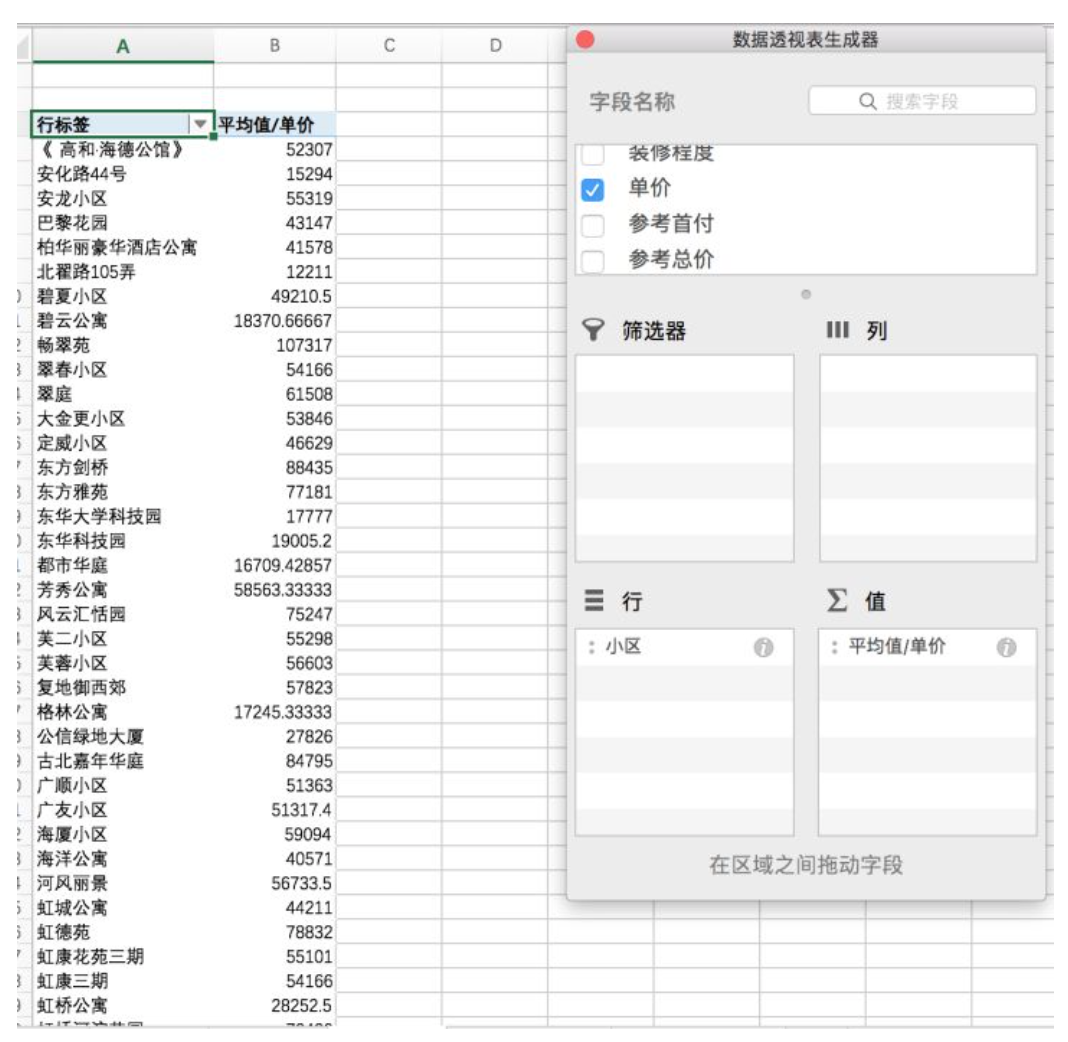 A B C D
数据透视表生成器
字段名称
搜索字段
装修程度
单价
参考首付
参考总价
筛选器
列
行
值
小区
平均值/单价
在区域之间拖动字段
行标签 平均值/单价
《 高和·海德公馆》 52307
安化路44号 15294
安龙小区 55319
巴黎花园 43147
柏华丽豪华酒店公寓 41578
北翟路105弄 12211
碧夏小区 49210.5
碧云公寓 18370.66667
畅翠苑 107317
翠春小区 54166
翠庭 61508
大金更小区 53846
定威小区 46629
东方剑桥 88435
东方雅苑 77181
东华大学科技园 17777
东华科技园 19005.2
都市华庭 16709.42857
芳秀公寓 58563.33333
风云汇恬园 75247
芙二小区 55298
芙蓉小区 56603
复地御西郊 57823
格林公寓 17245.33333
公信绿地大厦 27826
古北嘉年华庭 84795
广顺小区 51363
广友小区 51317.4
海厦小区 59094
海洋公寓 40571
河风丽景 56733.5
虹城公寓 44211
虹德苑 78832
虹康花苑三期 55101
虹康三期 54166
虹桥公寓 28252.5